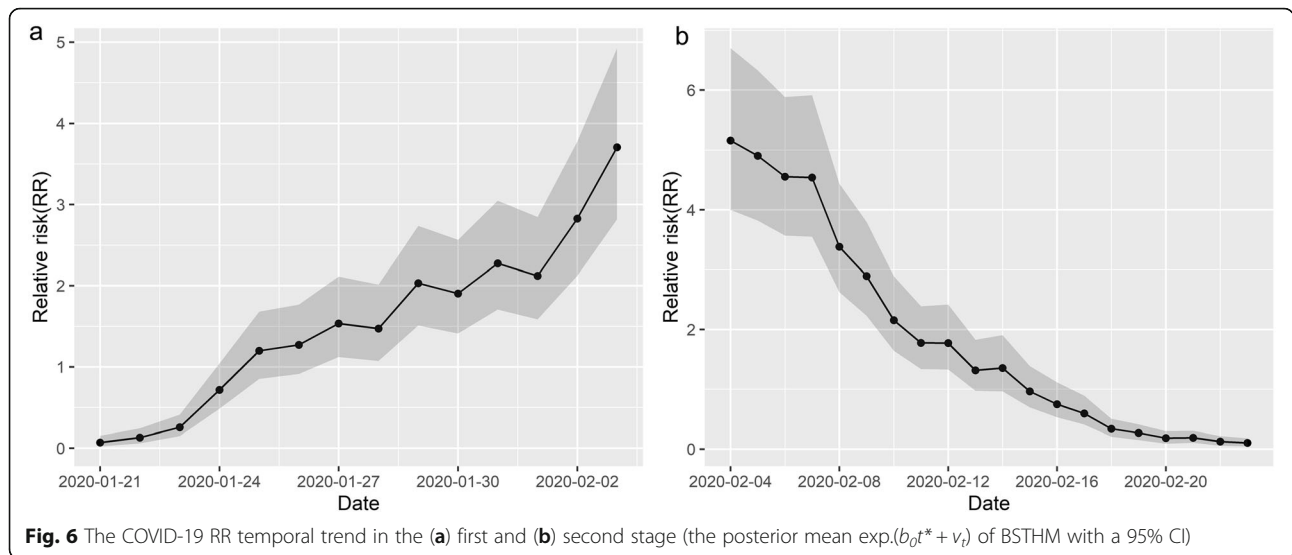 a
5
4
3
2
1
0
Relative risk(RR)
2020-01-21 2020-01-24 2020-01-27 2020-01-30 2020-02-02
Date
b
6
4
2
0
Relative risk(RR)
2020-02-04 2020-02-08 2020-02-12 2020-02-16 2020-02-20
Date
Fig. 6 The COVID-19 RR temporal trend in the (a) first and (b) second stage (the posterior mean exp.(b₀t* + vₜ) of BSTHM with a 95% CI)